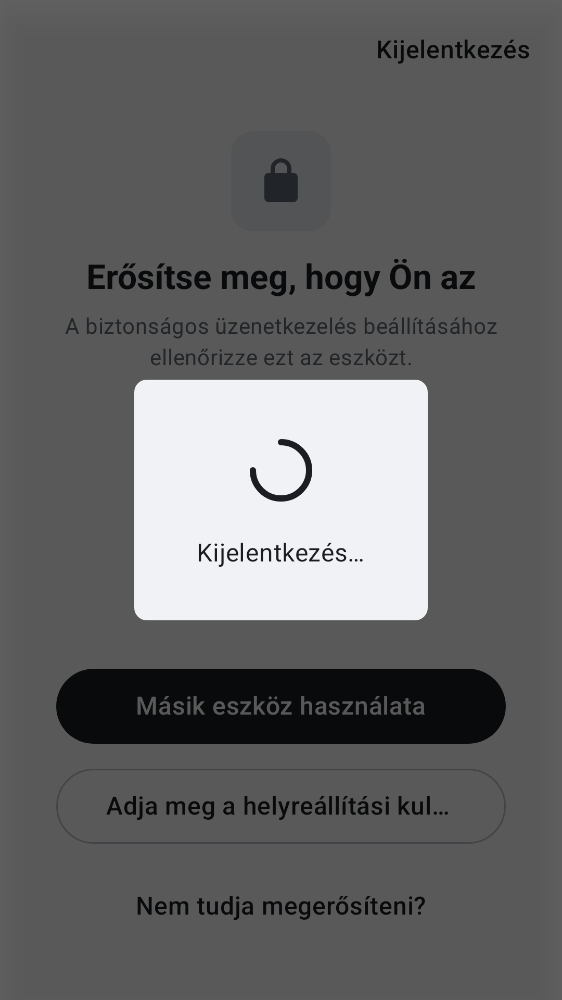 Kijelentkezés
Erősítse meg, hogy Ön az
A biztonságos üzenetkezelés beállításához
ellenőrizze ezt az eszközt.
Kijelentkezés…
Másik eszköz használata
Adja meg a helyreállítási kul…
Nem tudja megerősíteni?